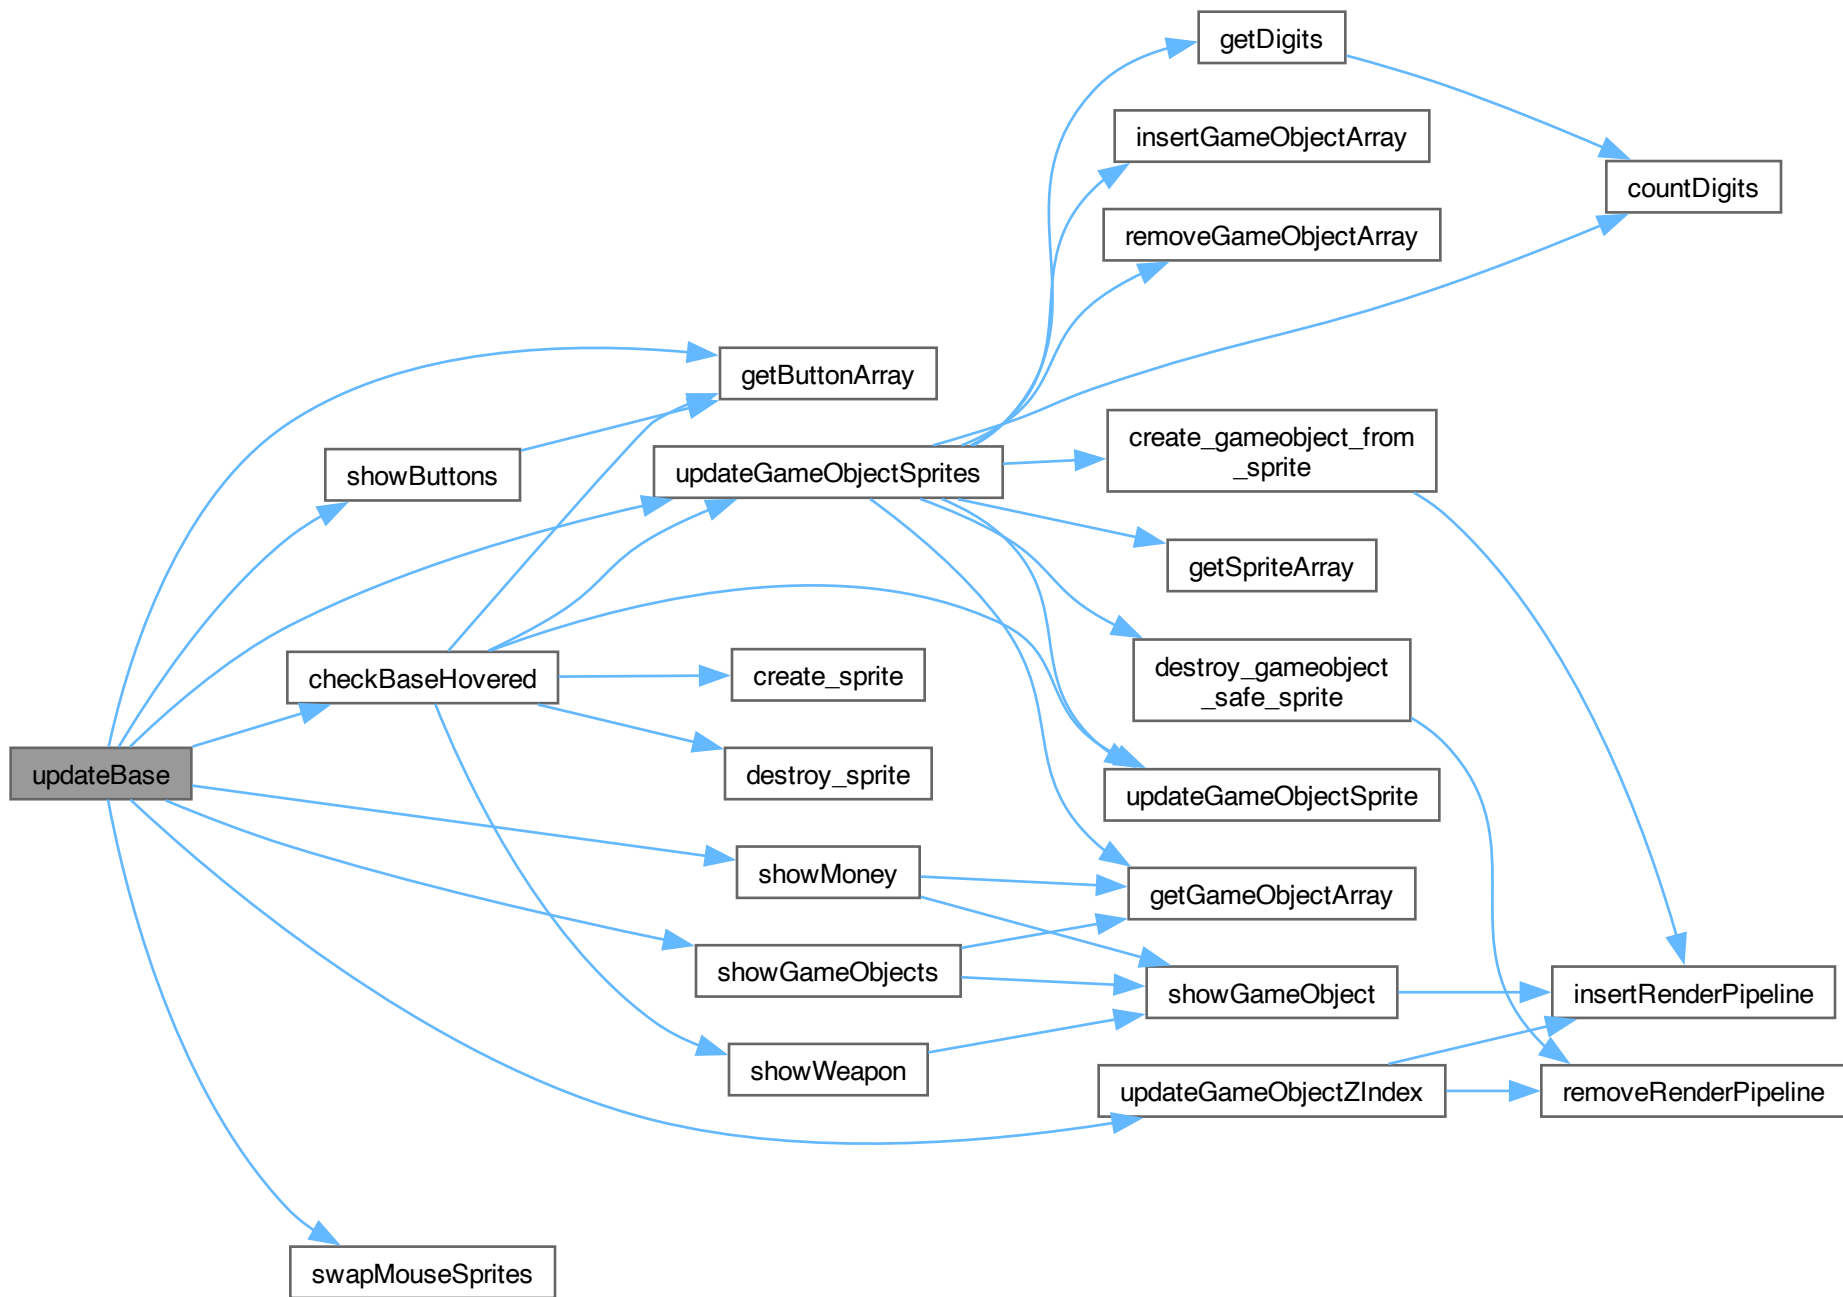 getDigits
insertGameObjectArray
countDigits
removeGameObjectArray
getButtonArray
create_gameobject_from
_sprite
updateGameObjectSprites
showButtons
getSpriteArray
checkBaseHovered
create_sprite
destroy_gameobject
_safe_sprite
updateBase
destroy_sprite
updateGameObjectSprite
showMoney
getGameObjectArray
showGameObjects
showGameObject
insertRenderPipeline
showWeapon
updateGameObjectZIndex
removeRenderPipeline
swapMouseSprites